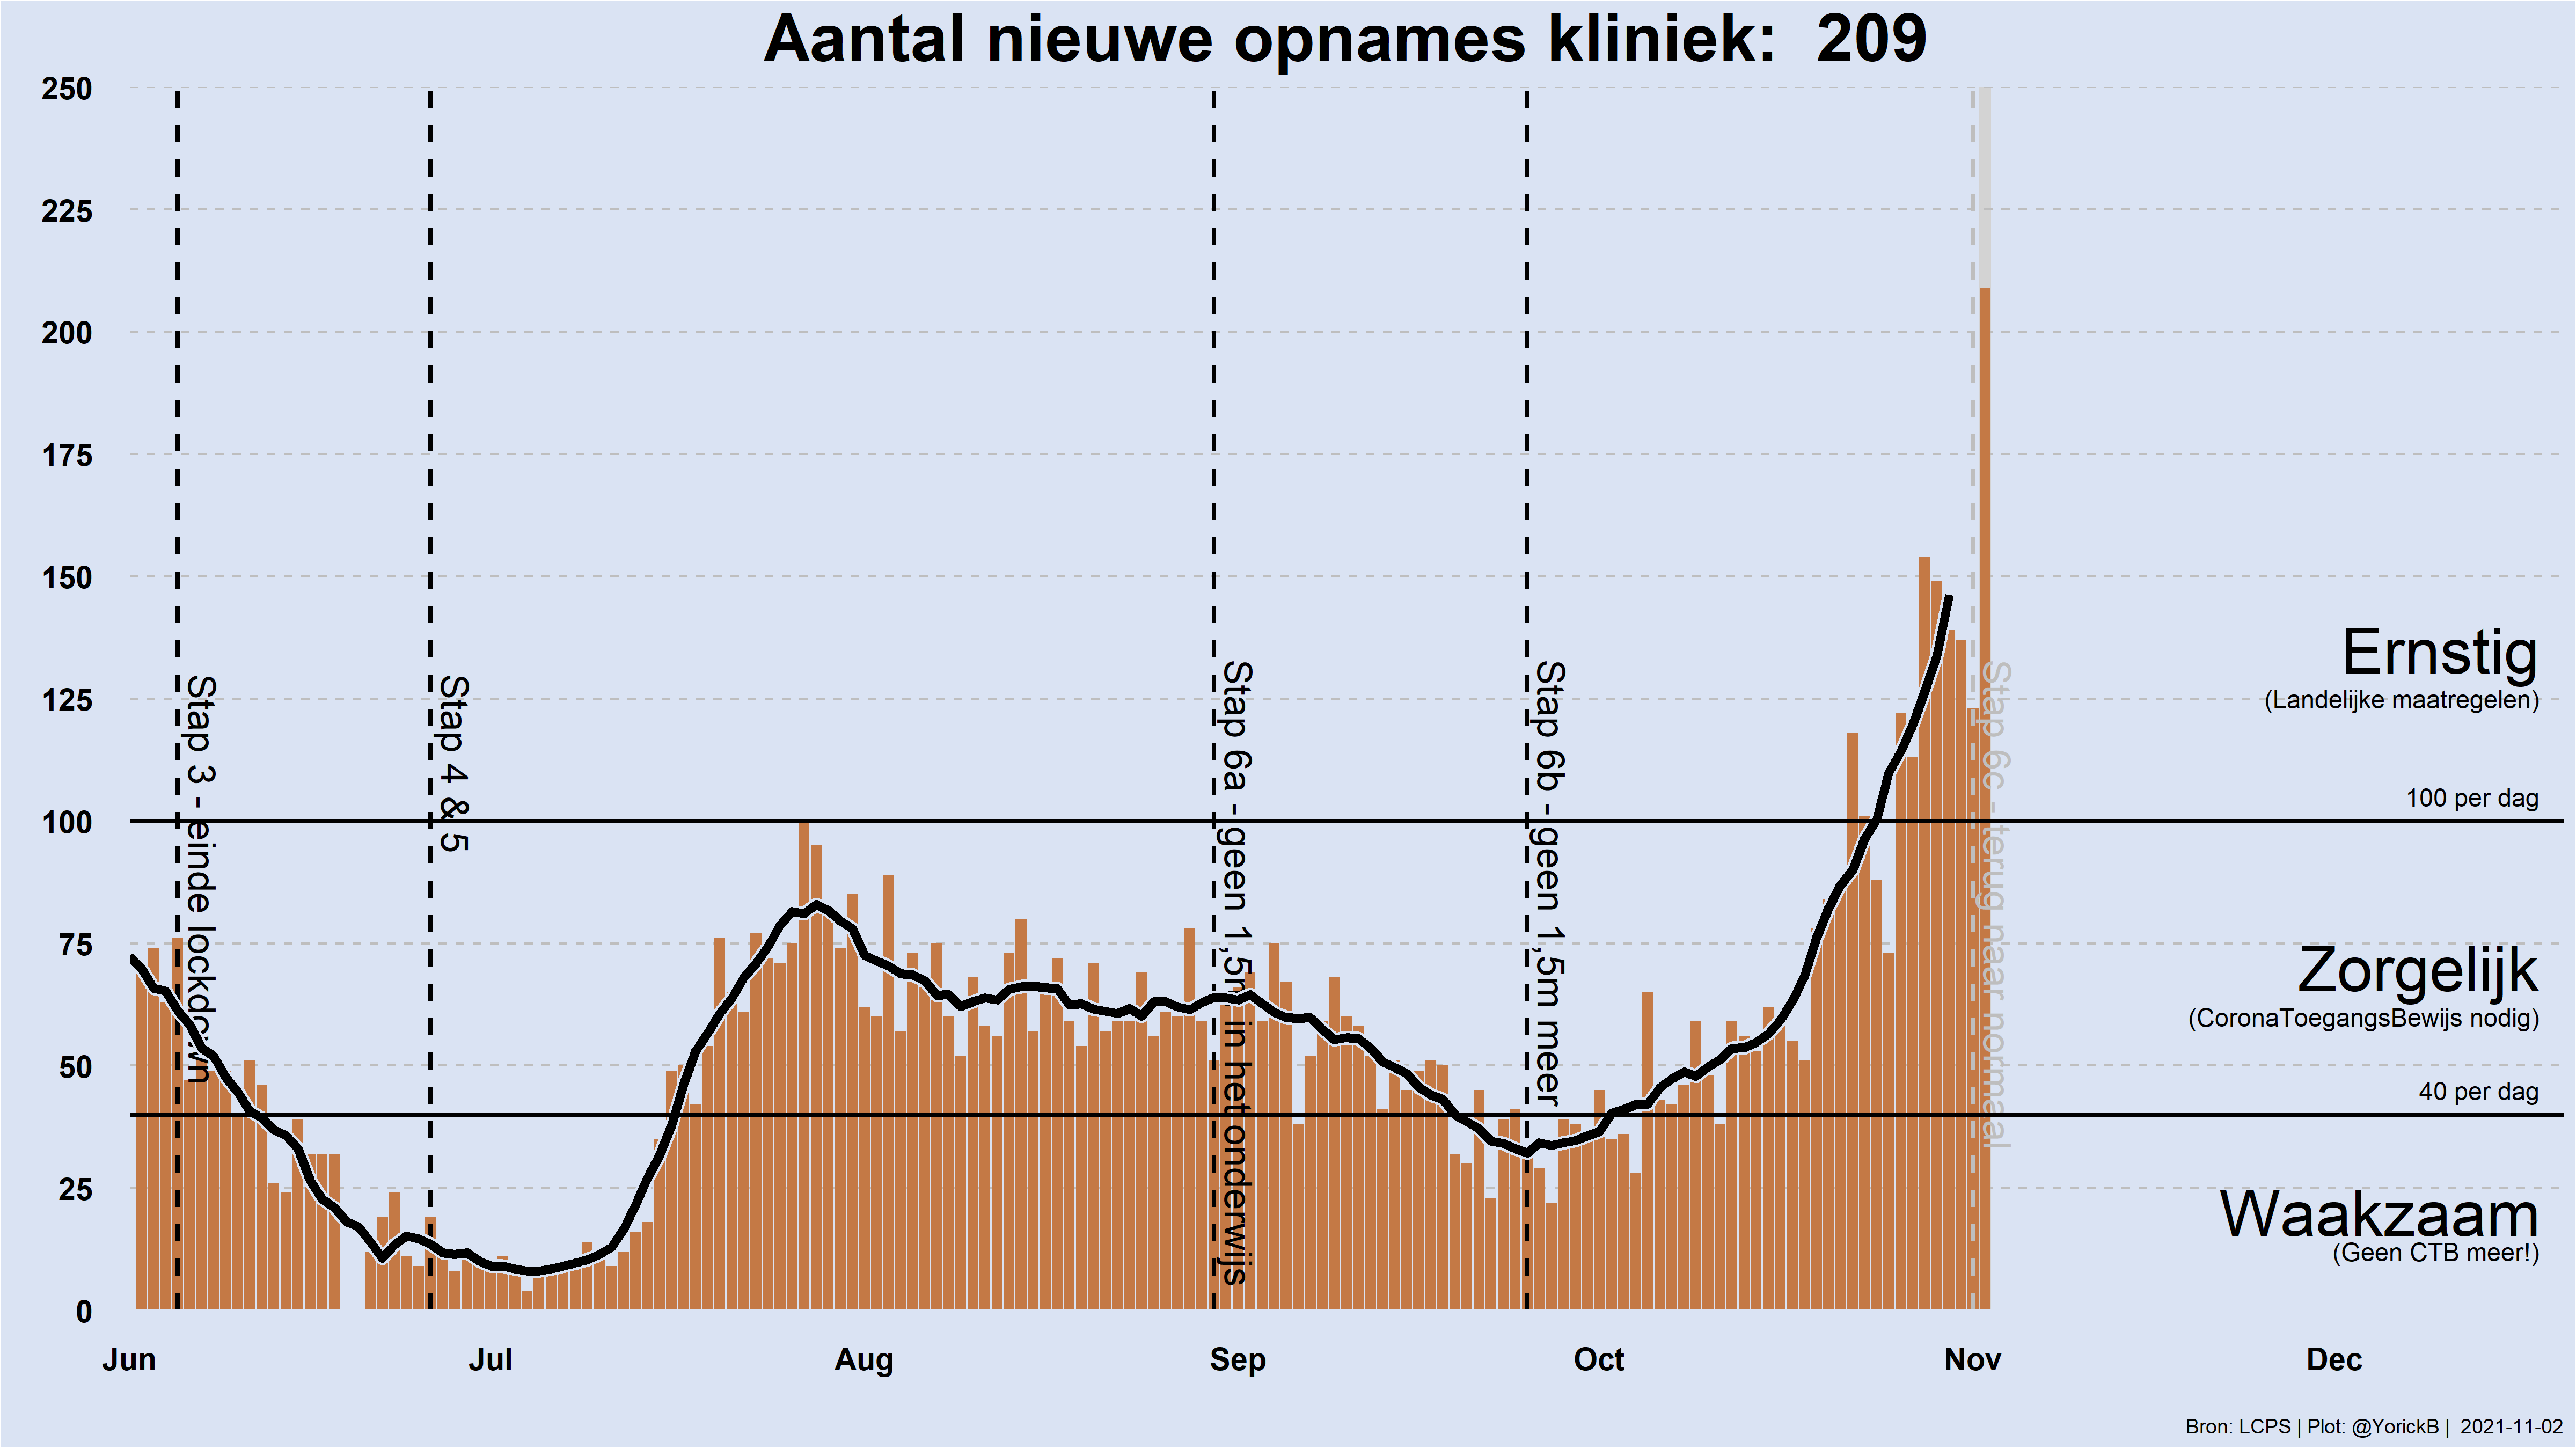 Aantal nieuwe opnames kliniek:  209
250
225
200
175
150
125
100
75
50
25
0
Stap 3 - einde lockdown
Stap 4 & 5
Stap 6a - geen 1,5m in het onderwijs
Stap 6b - geen 1,5m meer
Stap 6c - terug naar normaal
Ernstig
(Landelijke maatregelen)
100 per dag
Zorgelijk
(CoronaToegangsBewijs nodig)
40 per dag
Waakzaam
(Geen CTB meer!)
Jun
Jul
Aug
Sep
Oct
Nov
Dec
Bron: LCPS | Plot: @YorickB |  2021-11-02